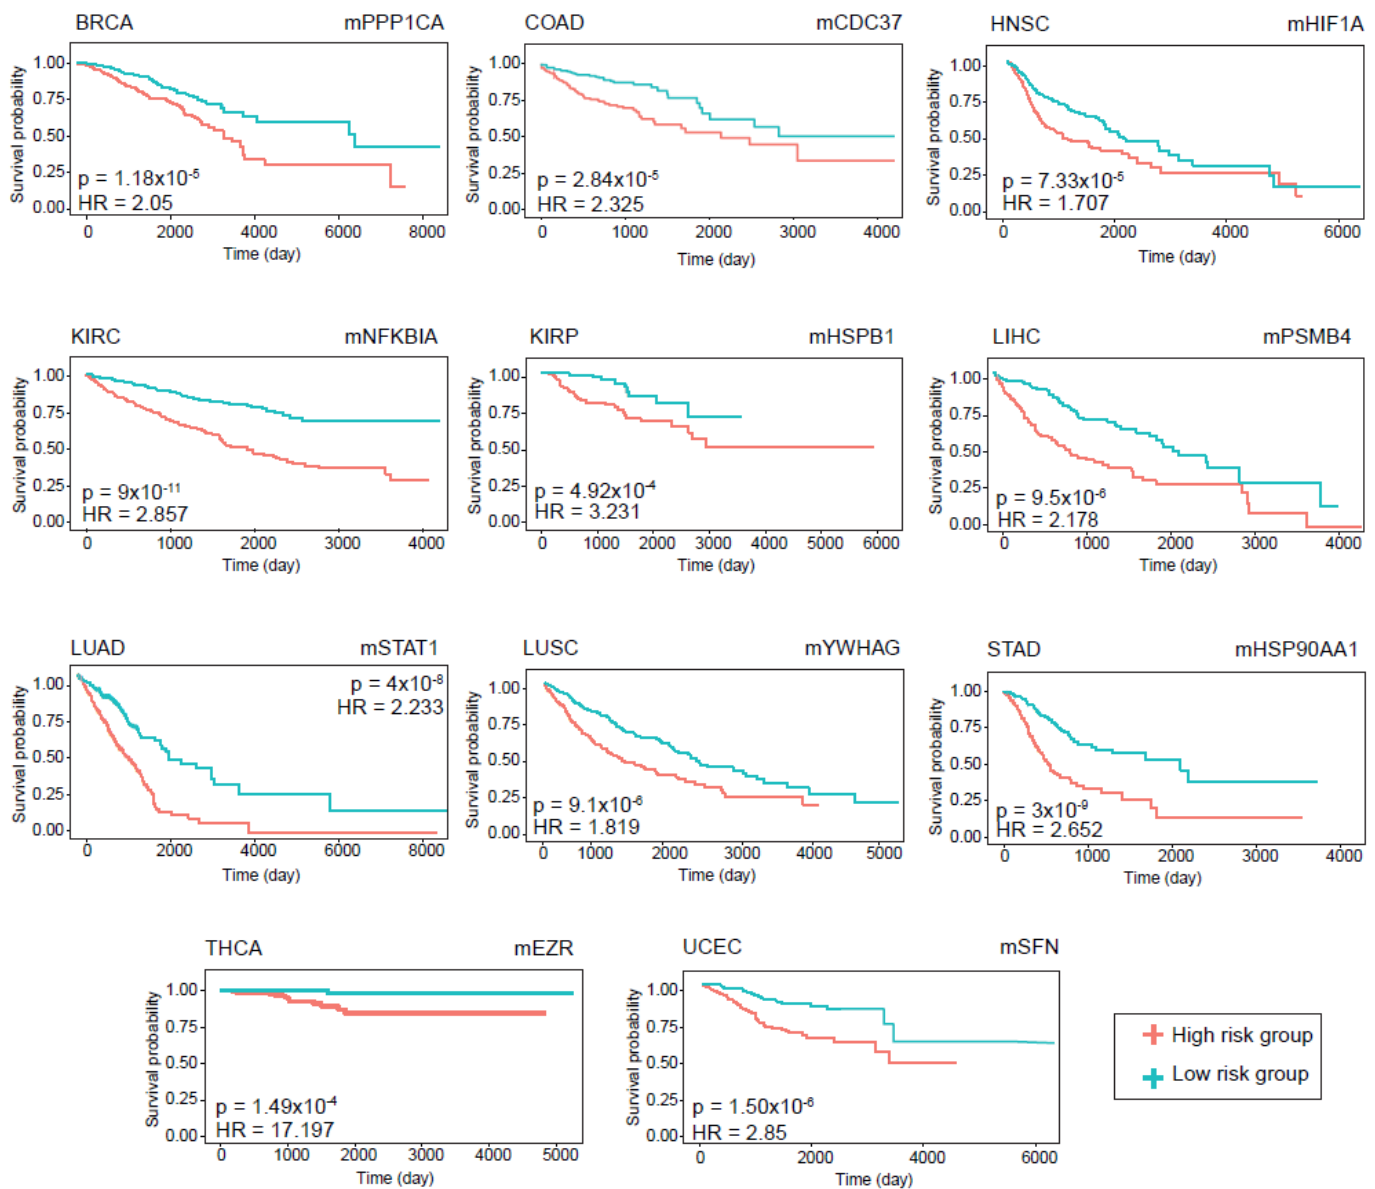 BRCA mPPP1CA
Survival probability
1.00
0.75
0.50
0.25
0.00
p = 1.18x10⁻⁵
HR = 2.05
0 2000 4000 6000 8000
Time (day)
COAD mCDC37
Survival probability
1.00
0.75
0.50
0.25
0.00
p = 2.84x10⁻⁵
HR = 2.325
0 1000 2000 3000 4000
Time (day)
HNSC mHIF1A
Survival probability
1.00
0.75
0.50
0.25
0.00
p = 7.33x10⁻⁵
HR = 1.707
0 2000 4000 6000
Time (day)
KIRC mNFKBIA
Survival probability
1.00
0.75
0.50
0.25
0.00
p = 9x10⁻¹¹
HR = 2.857
0 1000 2000 3000 4000
Time (day)
KIRP mHSPB1
Survival probability
1.00
0.75
0.50
0.25
0.00
p = 4.92x10⁻⁴
HR = 3.231
0 1000 2000 3000 4000 5000 6000
Time (day)
LIHC mPSMB4
Survival probability
1.00
0.75
0.50
0.25
0.00
p = 9.5x10⁻⁶
HR = 2.178
0 1000 2000 3000 4000
Time (day)
LUAD mSTAT1
Survival probability
1.00
0.75
0.50
0.25
0.00
p = 4x10⁻⁸
HR = 2.233
0 2000 4000 6000 8000
Time (day)
LUSC mYWHAG
Survival probability
1.00
0.75
0.50
0.25
0.00
p = 9.1x10⁻⁶
HR = 1.819
0 1000 2000 3000 4000 5000
Time (day)
STAD mHSP90AA1
Survival probability
1.00
0.75
0.50
0.25
0.00
p = 3x10⁻⁹
HR = 2.652
0 1000 2000 3000 4000
Time (day)
THCA mEZR
Survival probability
1.00
0.75
0.50
0.25
0.00
p = 1.49x10⁻⁴
HR = 17.197
0 1000 2000 3000 4000 5000
Time (day)
UCEC mSFN
Survival probability
1.00
0.75
0.50
0.25
0.00
p = 1.50x10⁻⁶
HR = 2.85
0 2000 4000 6000
Time (day)
High risk group
Low risk group